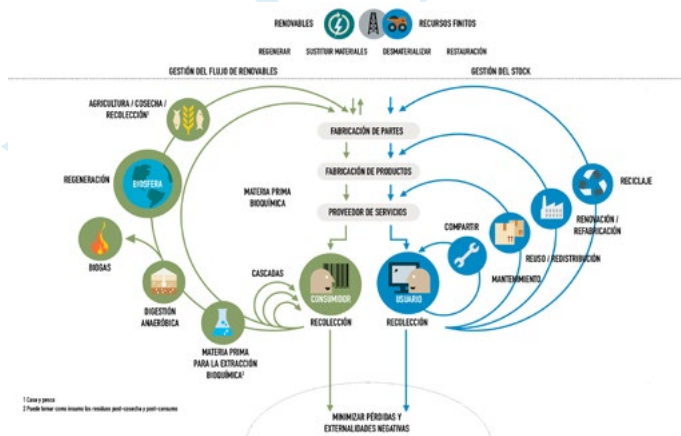 RENOVABLES
RECURSOS FINITOS
REGENERAR
SUSTITUIR MATERIALES
DESMATERIALIZAR
RESTAURACIÓN
GESTIÓN DEL FLUJO DE RENOVABLES
GESTIÓN DEL STOCK
AGRICULTURA / COSECHA /
RECOLECCIÓN¹
FABRICACIÓN DE PARTES
REGENERACIÓN
BIOSFERA
FABRICACIÓN DE PRODUCTOS
RECICLAJE
MATERIA PRIMA
BIOQUÍMICA
PROVEEDOR DE SERVICIOS
RENOVACIÓN /
REFABRICACIÓN
COMPARTIR
REUSO / REDISTRIBUCIÓN
BIOGAS
CASCADAS
MANTENIMIENTO
CONSUMIDOR
USUARIO
DIGESTIÓN
ANAERÓBICA
RECOLECCIÓN
RECOLECCIÓN
MATERIA PRIMA
PARA LA EXTRACCIÓN
BIOQUÍMICA²
1 Casa y pesca
2 Puede tomar como insumo los residuos post-cosecha y post-consumo
MINIMIZAR PÉRDIDAS Y
EXTERNALIDADES NEGATIVAS